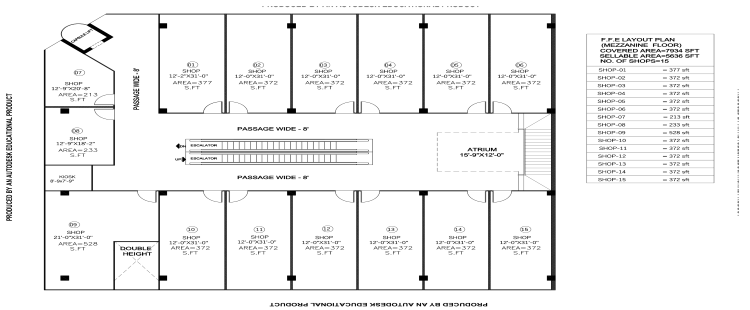 CAPSULE LIFT
07
SHOP
12'-9"X20'-8"
AREA=213
S.FT
08
SHOP
12'-9"X18'-2"
AREA=233
S.FT
KIOSK
09
SHOP
21'-0"X31'-0"
AREA=528
S.FT
DOUBLE
HEIGHT
PASSAGE WIDE - 8'
01
SHOP
12'-2"X31'-0"
AREA=377
S.FT
02
SHOP
12'-0"X31'-0"
AREA=372
S.FT
03
SHOP
12'-0"X31'-0"
AREA=372
S.FT
04
SHOP
12'-0"X31'-0"
AREA=372
S.FT
05
SHOP
12'-0"X31'-0"
AREA=372
S.FT
06
SHOP
12'-0"X31'-0"
AREA=372
S.FT
PASSAGE WIDE - 8'
DN
ESCALATOR
UP
ESCALATOR
PASSAGE WIDE - 8'
ATRIUM
15'-9"X12'-0"
10
SHOP
12'-0"X31'-0"
AREA=372
S.FT
11
SHOP
12'-0"X31'-0"
AREA=372
S.FT
12
SHOP
12'-0"X31'-0"
AREA=372
S.FT
13
SHOP
12'-0"X31'-0"
AREA=372
S.FT
14
SHOP
12'-0"X31'-0"
AREA=372
S.FT
15
SHOP
12'-0"X31'-0"
AREA=372
S.FT
F.F.E LAYOUT PLAN
(MEZZANINE FLOOR)
COVERED AREA=7934 SFT
SELLABLE AREA=5636 SFT
NO. OF SHOPS=15
SHOP-01 = 377 sft
SHOP-02 = 372 sft
SHOP-03 = 372 sft
SHOP-04 = 372 sft
SHOP-05 = 372 sft
SHOP-06 = 372 sft
SHOP-07 = 213 sft
SHOP-08 = 233 sft
SHOP-09 = 528 sft
SHOP-10 = 372 sft
SHOP-11 = 372 sft
SHOP-12 = 372 sft
SHOP-13 = 372 sft
SHOP-14 = 372 sft
SHOP-15 = 372 sft
PRODUCED BY AN AUTODESK EDUCATIONAL PRODUCT
PRODUCED BY AN AUTODESK EDUCATIONAL PRODUCT